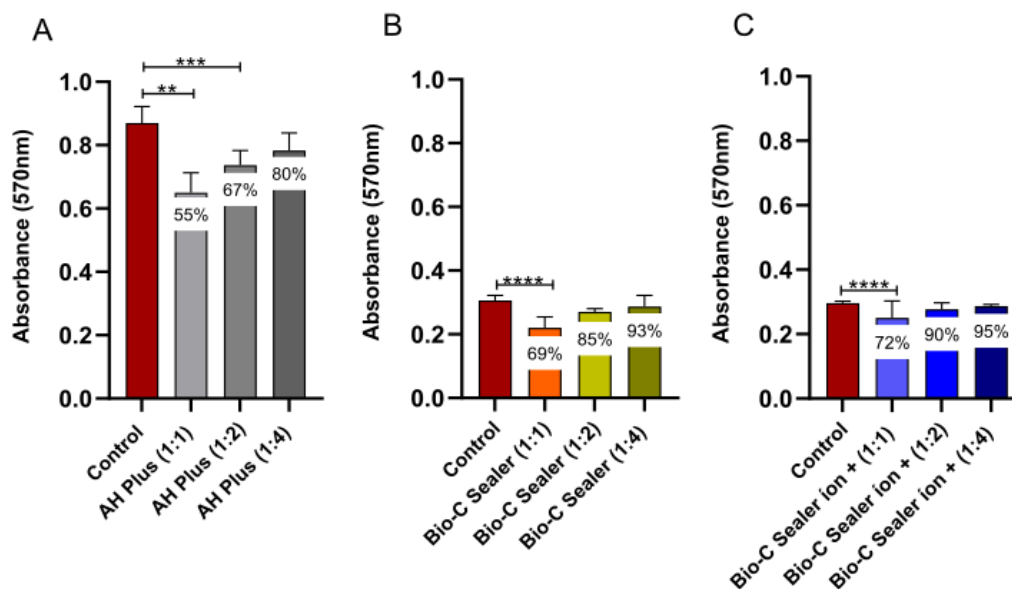 A
Absorbance (570nm)
1.0
0.8
0.6
0.4
0.2
0.0
***
**
55%
67%
80%
Control
AH Plus (1:1)
AH Plus (1:2)
AH Plus (1:4)
B
Absorbance (570nm)
1.0
0.8
0.6
0.4
0.2
0.0
****
69%
85%
93%
Control
Bio-C Sealer (1:1)
Bio-C Sealer (1:2)
Bio-C Sealer (1:4)
C
Absorbance (570nm)
1.0
0.8
0.6
0.4
0.2
0.0
****
72%
90%
95%
Control
Bio-C Sealer ion + (1:1)
Bio-C Sealer ion + (1:2)
Bio-C Sealer ion + (1:4)